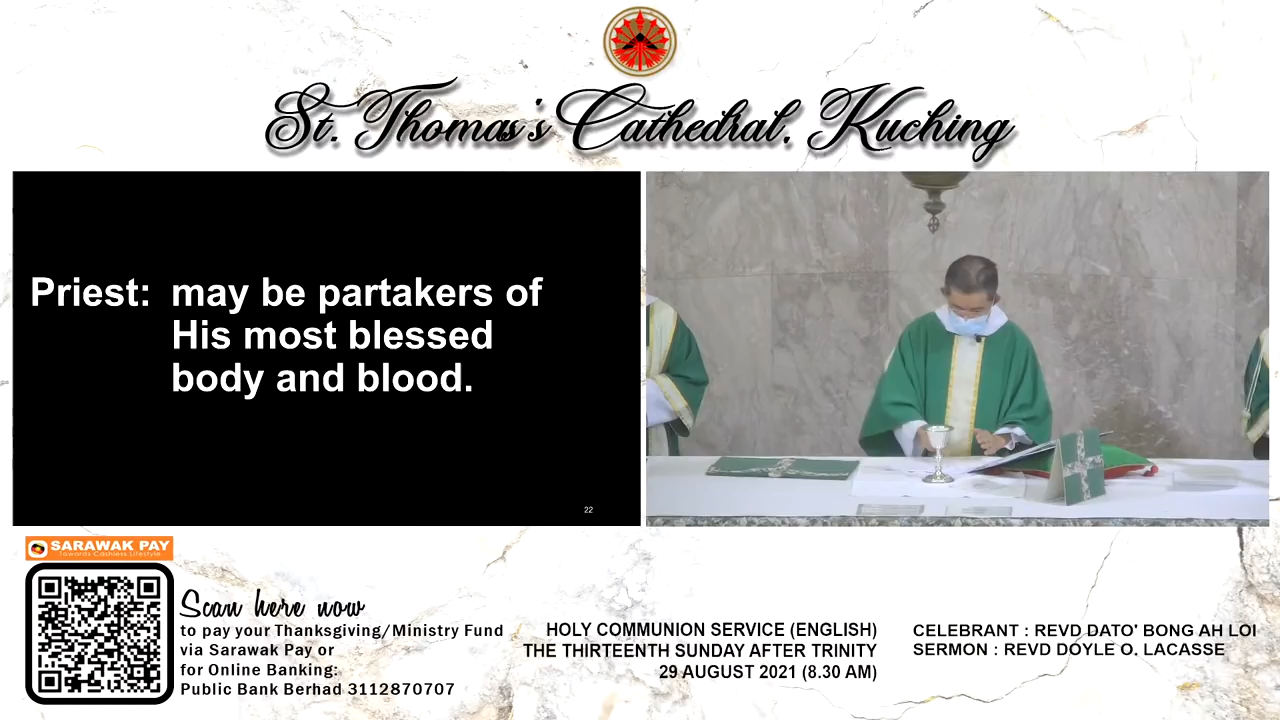 St. Thomas's Cathedral, Kuching
Priest: may be partakers of
His most blessed
body and blood.
22
SARAWAK PAY
Towards Cashless Lifestyle
Scan here now
to pay your Thanksgiving/Ministry Fund
via Sarawak Pay or
for Online Banking:
Public Bank Berhad 3112870707
HOLY COMMUNION SERVICE (ENGLISH)
THE THIRTEENTH SUNDAY AFTER TRINITY
29 AUGUST 2021 (8.30 AM)
CELEBRANT : REVD DATO' BONG AH LOI
SERMON : REVD DOYLE O. LACASSE